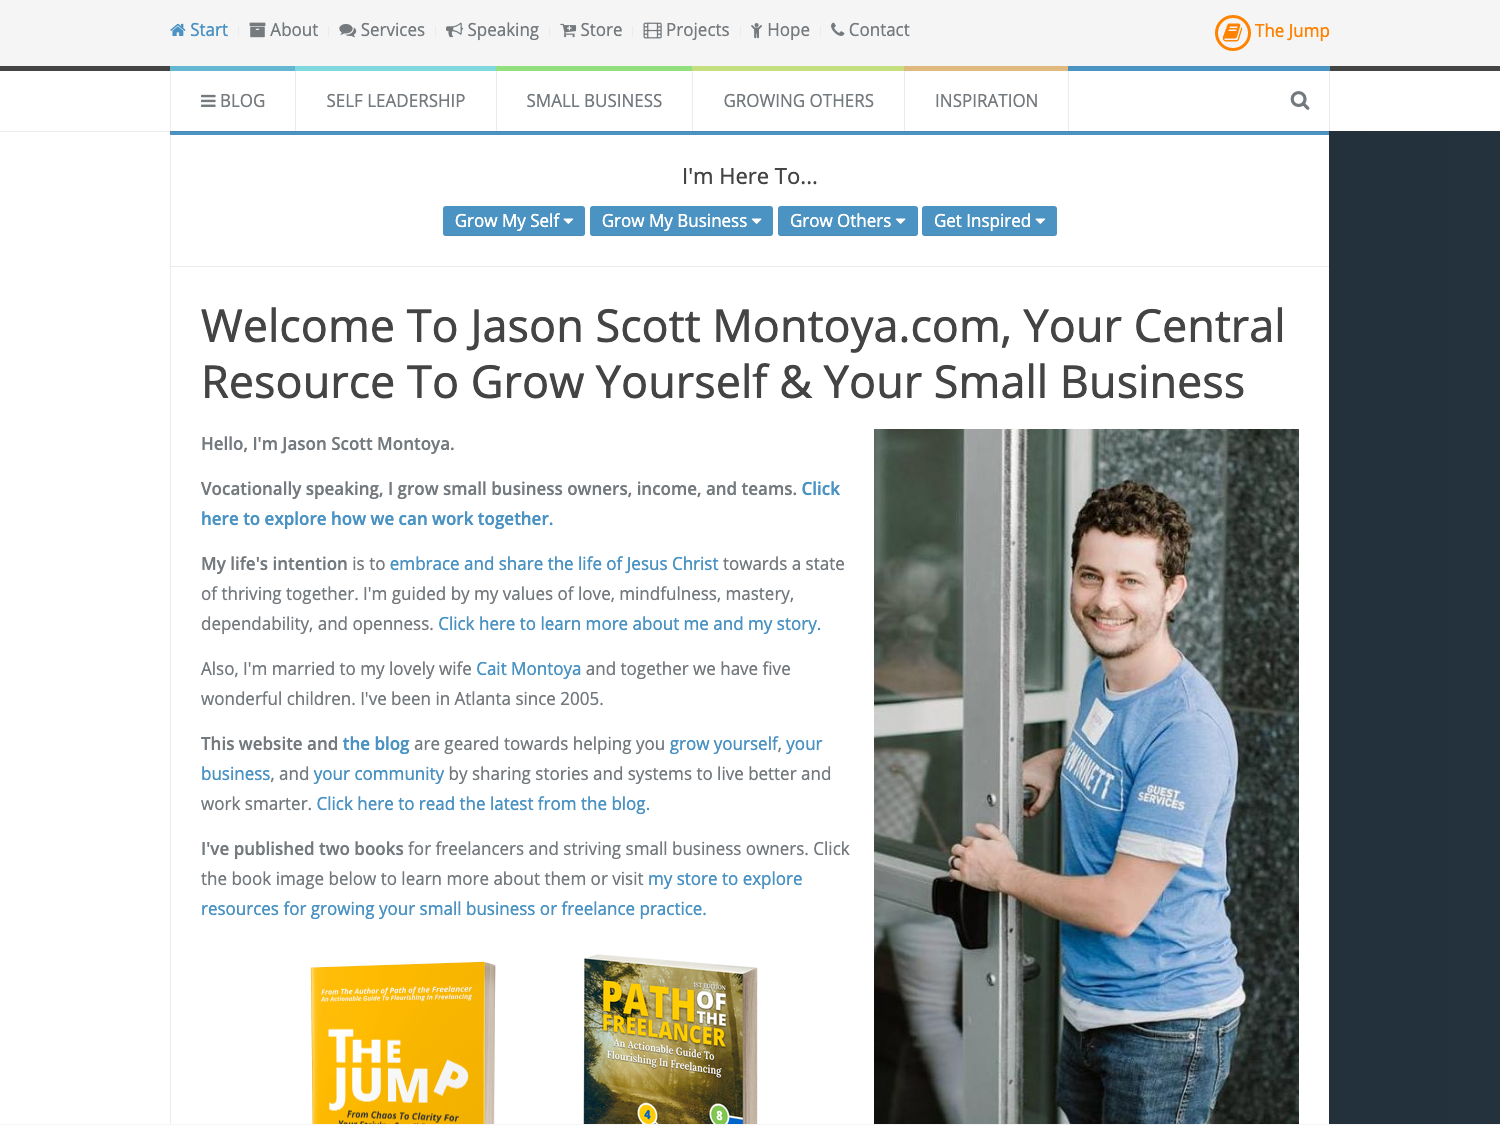 Start About Services Speaking Store Projects Hope Contact The Jump
BLOG SELF LEADERSHIP SMALL BUSINESS GROWING OTHERS INSPIRATION
I'm Here To...
Grow My Self Grow My Business Grow Others Get Inspired
Welcome To Jason Scott Montoya.com, Your Central
Resource To Grow Yourself & Your Small Business
Hello, I'm Jason Scott Montoya.
Vocationally speaking, I grow small business owners, income, and teams. Click
here to explore how we can work together.
My life's intention is to embrace and share the life of Jesus Christ towards a state
of thriving together. I'm guided by my values of love, mindfulness, mastery,
dependability, and openness. Click here to learn more about me and my story.
Also, I'm married to my lovely wife Cait Montoya and together we have five
wonderful children. I've been in Atlanta since 2005.
This website and the blog are geared towards helping you grow yourself, your
business, and your community by sharing stories and systems to live better and
work smarter. Click here to read the latest from the blog.
I've published two books for freelancers and striving small business owners. Click
the book image below to learn more about them or visit my store to explore
resources for growing your small business or freelance practice.
From The Author of Path of the Freelancer
An Actionable Guide To Flourishing In Freelancing
THE
JUMP
From Chaos To Clarity For
1ST EDITION
PATH OF
THE
FREELANCER
An Actionable Guide To
Flourishing In Freelancing
4 8
GWINNETT
GUEST
SERVICES